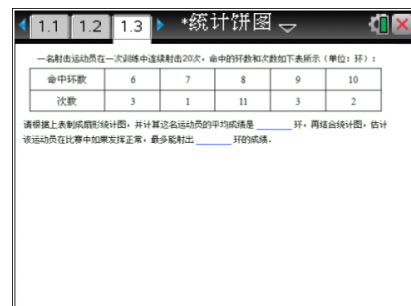 1.1 1.2 1.3 *统计饼图
一名射击运动员在一次训练中连续射击20次，命中的环数和次数如下表所示（单位：环）：
命中环数 6 7 8 9 10
次数 3 1 11 3 2
请根据上表制成扇形统计图，并计算这名运动员的平均成绩是______环，再结合统计图，估计
该运动员在比赛中如果发挥正常，最多能射出______环的成绩．